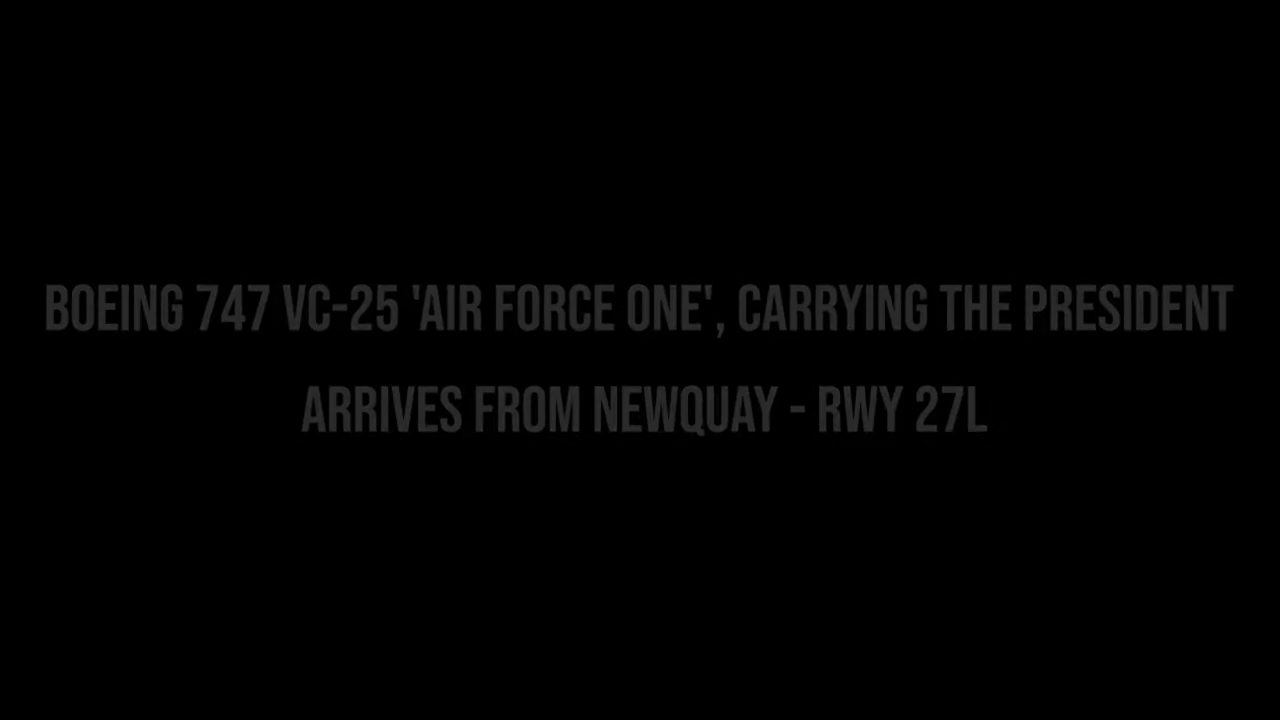 BOEING 747 VC-25 'AIR FORCE ONE', CARRYING THE PRESIDENT
ARRIVES FROM NEWQUAY - RWY 27L